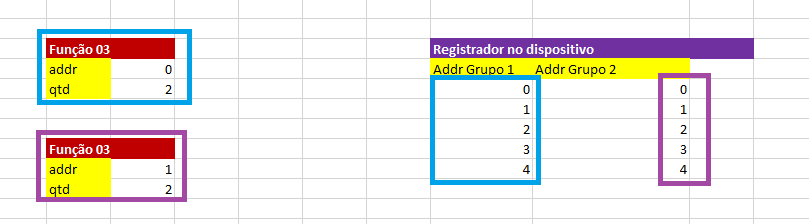 Função 03
addr 0
qtd 2
Função 03
addr 1
qtd 2
Registrador no dispositivo
Addr Grupo 1 Addr Grupo 2
0 0
1 1
2 2
3 3
4 4